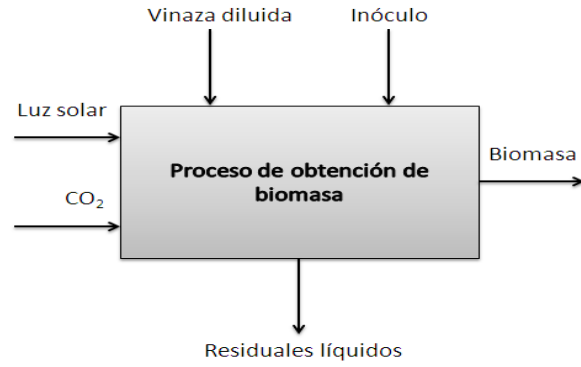 Vinaza diluida
Inóculo
Luz solar
CO₂
Proceso de obtención de
biomasa
Biomasa
Residuales líquidos